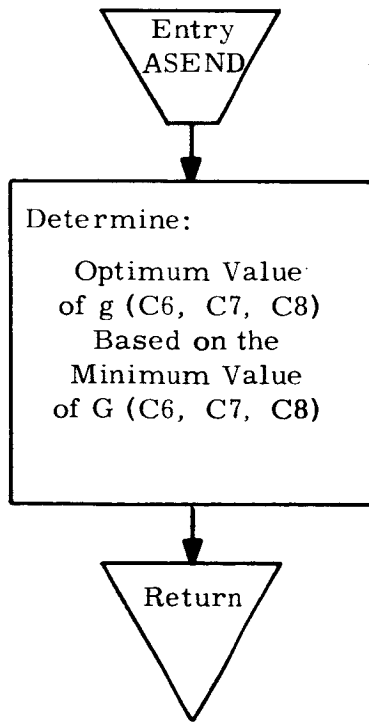 Entry
ASEND
Determine:
Optimum Value
of g (C6, C7, C8)
Based on the
Minimum Value
of G (C6, C7, C8)
Return